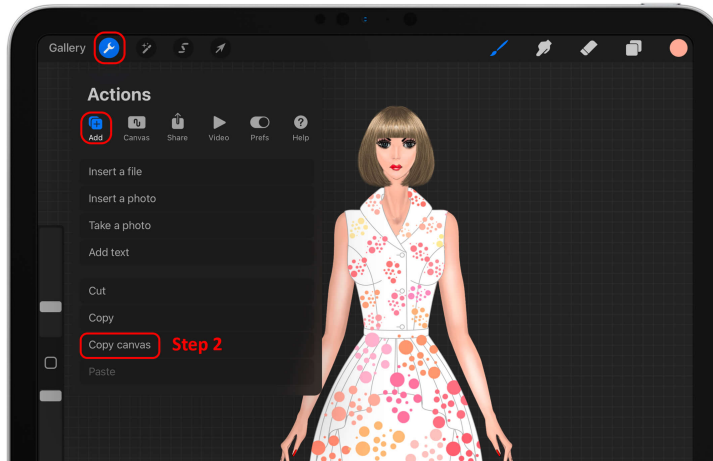 Gallery
Actions
Add Canvas Share Video Prefs Help
Insert a file
Insert a photo
Take a photo
Add text
Cut
Copy
Copy canvas Step 2
Paste